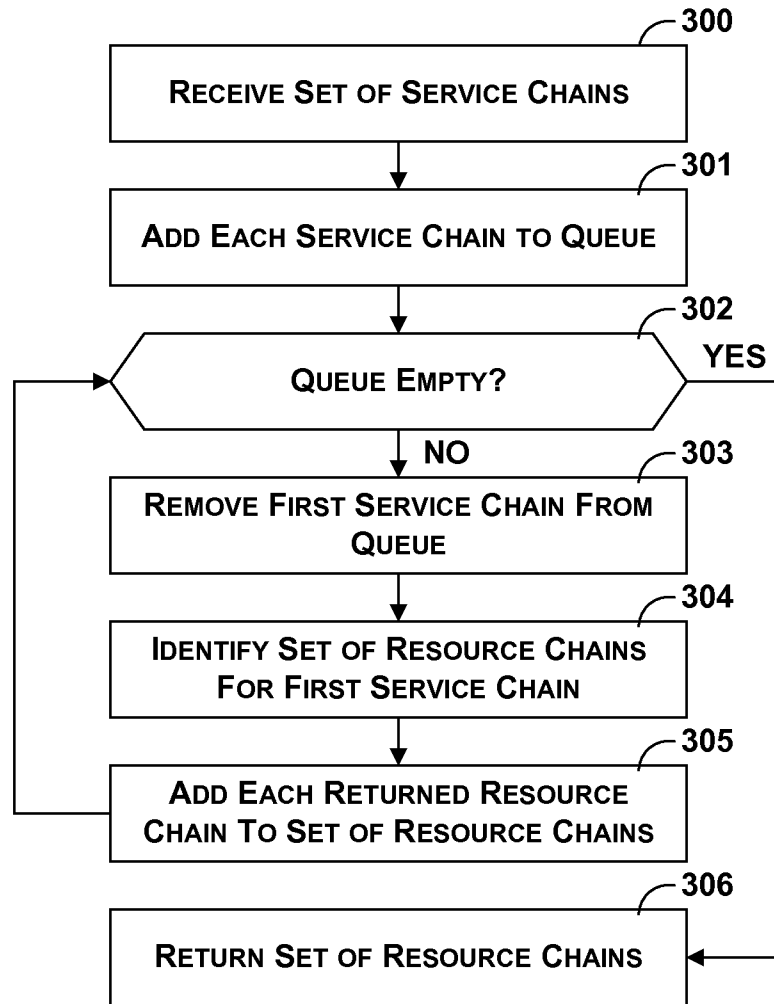 300
RECEIVE SET OF SERVICE CHAINS
301
ADD EACH SERVICE CHAIN TO QUEUE
302
QUEUE EMPTY?
YES
NO
303
REMOVE FIRST SERVICE CHAIN FROM
QUEUE
304
IDENTIFY SET OF RESOURCE CHAINS
FOR FIRST SERVICE CHAIN
305
ADD EACH RETURNED RESOURCE
CHAIN TO SET OF RESOURCE CHAINS
306
RETURN SET OF RESOURCE CHAINS